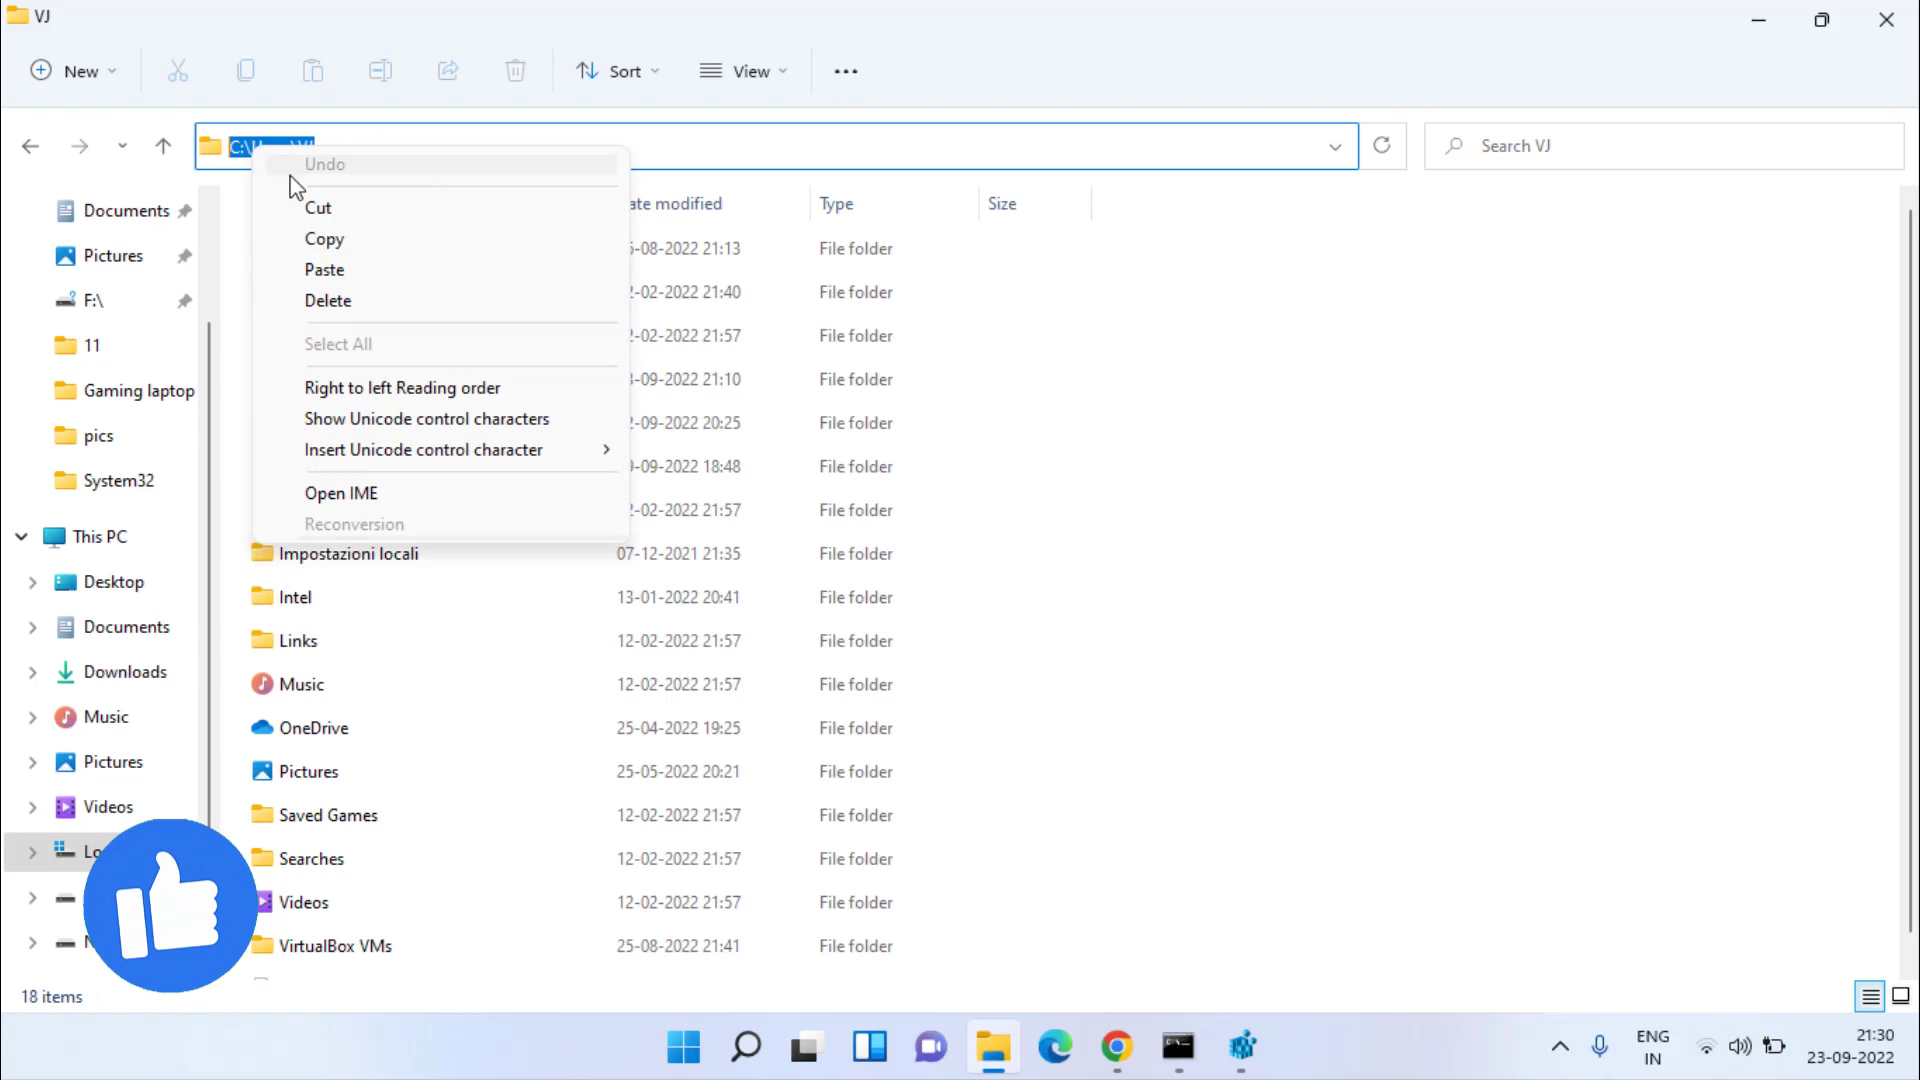 VJ
New
Sort
View
Search VJ
Undo
Cut
Copy
Paste
Delete
Select All
Right to left Reading order
Show Unicode control characters
Insert Unicode control character
Open IME
Reconversion
ate modified Type Size
-08-2022 21:13 File folder
-02-2022 21:40 File folder
-02-2022 21:57 File folder
-09-2022 21:10 File folder
-09-2022 20:25 File folder
-09-2022 18:48 File folder
-02-2022 21:57 File folder
Impostazioni locali 07-12-2021 21:35 File folder
Intel 13-01-2022 20:41 File folder
Links 12-02-2022 21:57 File folder
Music 12-02-2022 21:57 File folder
OneDrive 25-04-2022 19:25 File folder
Pictures 25-05-2022 20:21 File folder
Saved Games 12-02-2022 21:57 File folder
Searches 12-02-2022 21:57 File folder
Videos 12-02-2022 21:57 File folder
VirtualBox VMs 25-08-2022 21:41 File folder
Documents
Pictures
F:\
11
Gaming laptop
pics
System32
This PC
Desktop
Documents
Downloads
Music
Pictures
Videos
18 items
ENG
IN
21:30
23-09-2022